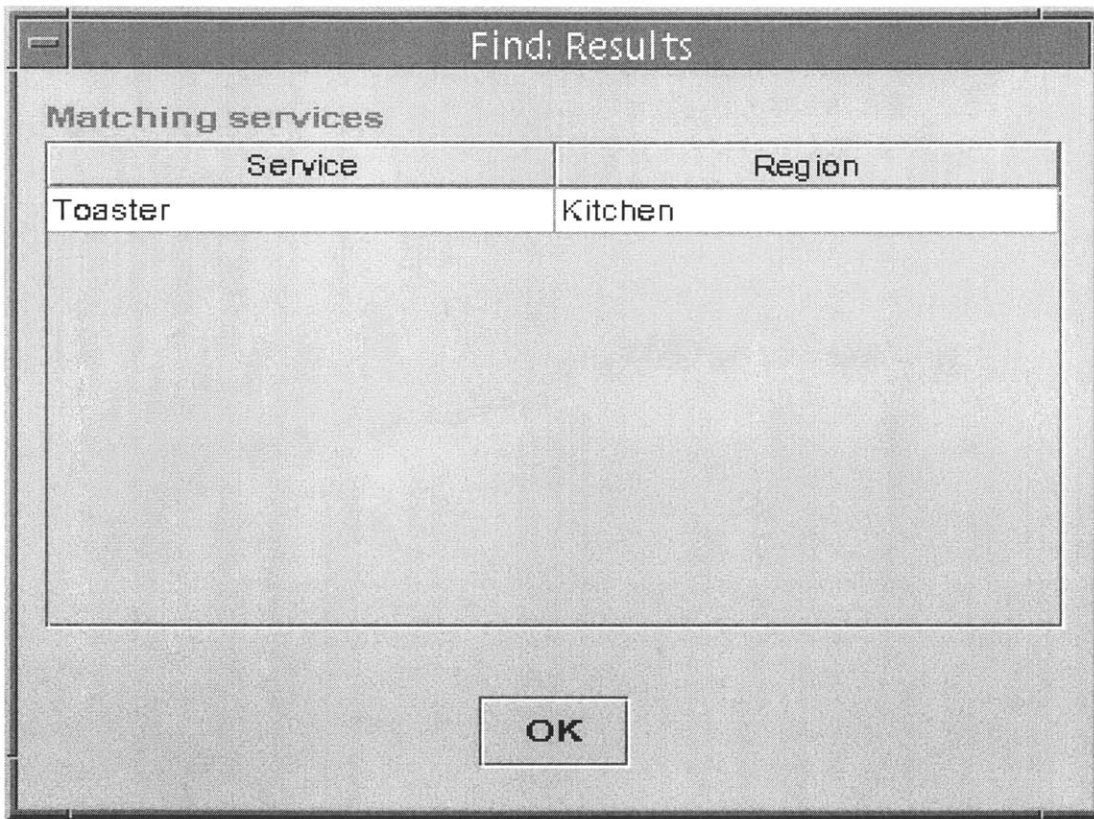 Find: Results
Matching services
Service Region
Toaster Kitchen
OK